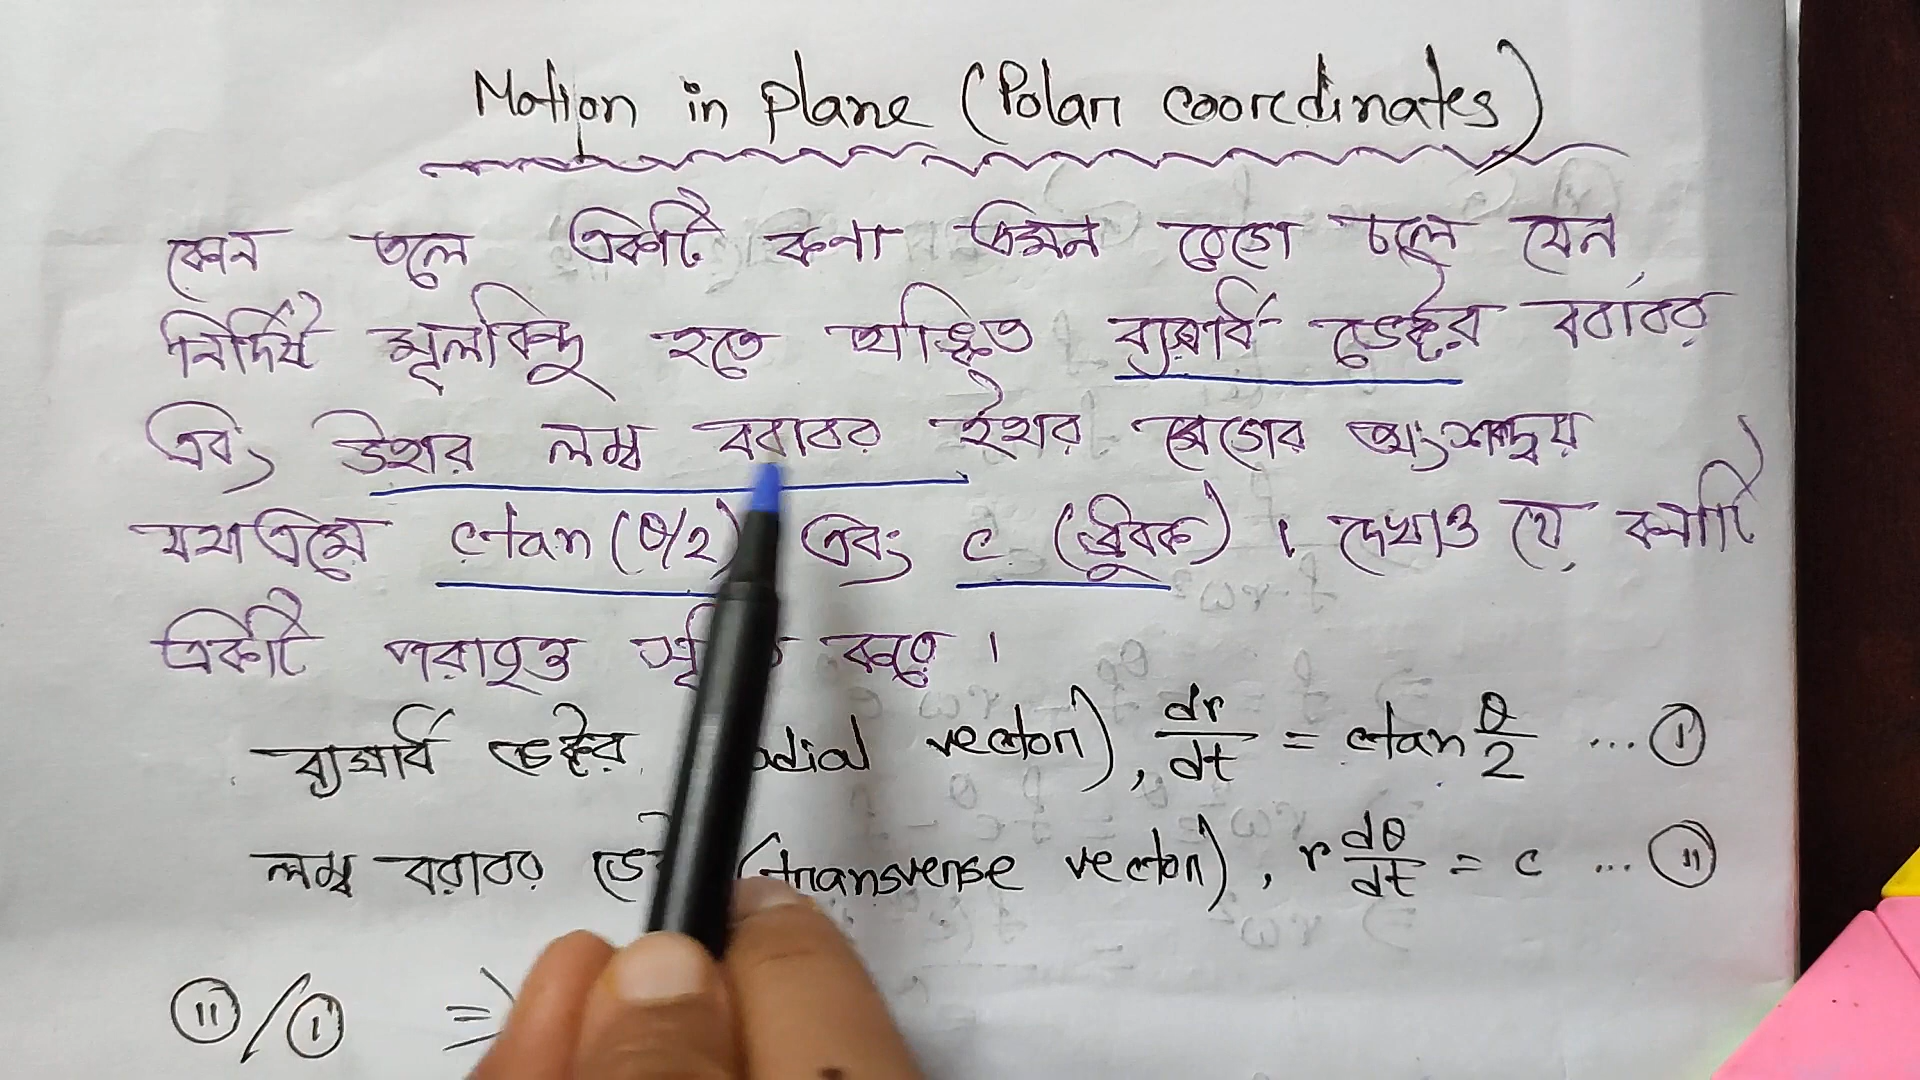 Motion in plane (Polar coordinates)
কোন তলে একটি কণা এমন বেগে চলে যেন
নির্দিষ্ট মূলবিন্দু হতে অঙ্কিত ব্যাসার্ধ ভেক্টর বরাবর
এবং উহার লম্ব বরাবর ইহার বেগের অংশদ্বয়
যথাক্রমে c tan(θ/2) এবং c (ধ্রুবক) । দেখাও যে, কণাটি
একটি পরাবৃত্ত করে ।
ব্যাসার্ধ ভেক্টর vector), dr/dt = c tan θ/2 ... (i)
লম্ব বরাবর (transverse vector), r dθ/dt = c ... (ii)
(ii)/(i) ⇒